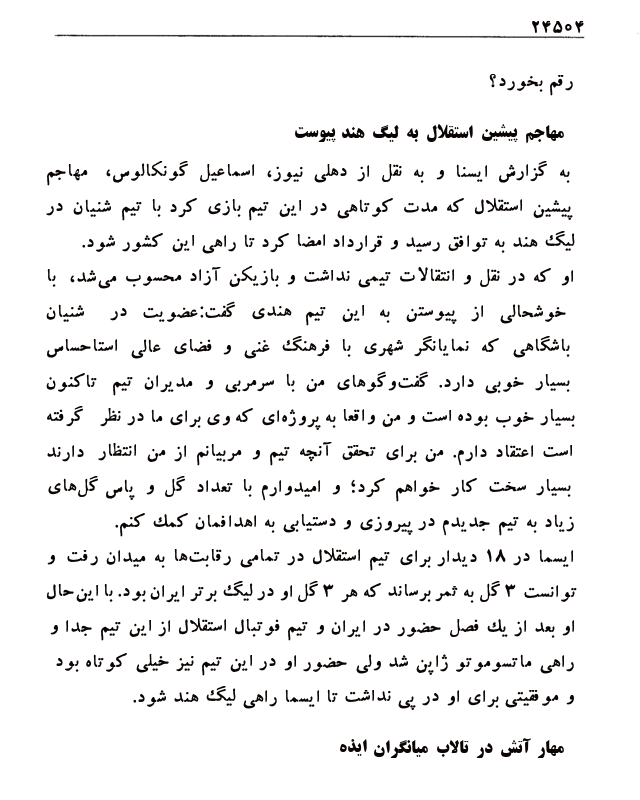 ۲۴۵۰۴
رقم بخورد؟
مهاجم پیشین استقلال به لیگ هند پیوست
به گزارش ایسنا و به نقل از دهلی نیوز، اسماعیل گونکالوس، مهاجم
پیشین استقلال که مدت کوتاهی در این تیم بازی کرد با تیم شنیان در
لیگ هند به توافق رسید و قرارداد امضا کرد تا راهی این کشور شود.
او که در نقل و انتقالات تیمی نداشت و بازیکن آزاد محسوب می‌شد، با
خوشحالی از پیوستن به این تیم هندی گفت:عضویت در شنیان
باشگاهی که نمایانگر شهری با فرهنگ غنی و فضای عالی استاحساس
بسیار خوبی دارد. گفت‌وگوهای من با سرمربی و مدیران تیم تاکنون
بسیار خوب بوده است و من واقعا به پروژه‌ای که وی برای ما در نظر گرفته
است اعتقاد دارم. من برای تحقق آنچه تیم و مربیانم از من انتظار دارند
بسیار سخت کار خواهم کرد؛ و امیدوارم با تعداد گل و پاس گل‌های
زیاد به تیم جدیدم در پیروزی و دستیابی به اهدافمان کمک کنم.
ایسما در ۱۸ دیدار برای تیم استقلال در تمامی رقابت‌ها به میدان رفت و
توانست ۳ گل به ثمر برساند که هر ۳ گل او در لیگ برتر ایران بود. با این‌حال
او بعد از یک فصل حضور در ایران و تیم فوتبال استقلال از این تیم جدا و
راهی ماتسوموتو ژاپن شد ولی حضور او در این تیم نیز خیلی کوتاه بود
و موفقیتی برای او در پی نداشت تا ایسما راهی لیگ هند شود.
مهار آتش در تالاب میانگران ایذه